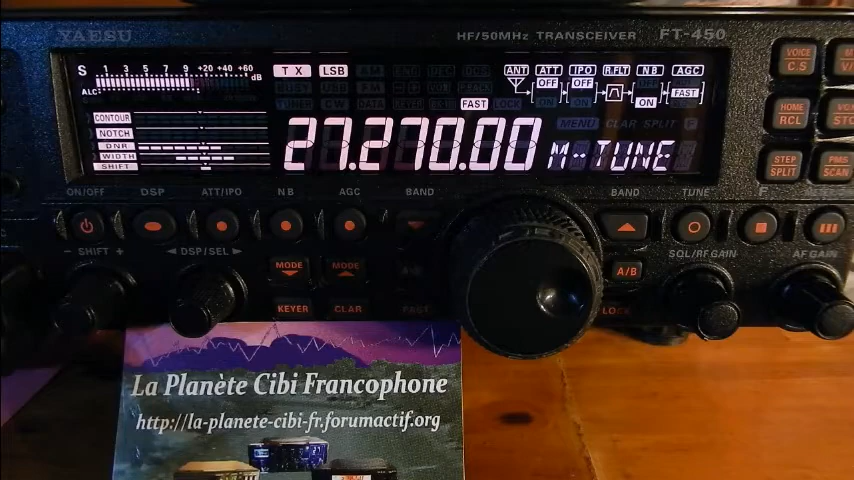 YAESU HF/50MHz TRANSCEIVER FT-450
S 1 3 5 7 9 +20 +40 +60 dB
ALC
TX LSB
ANT ATT IPO R.FLT NB AGC
OFF OFF
ON ON ON FAST
FAST LOCK
MENU CLAR SPLIT F
CONTOUR
NOTCH
DNR
WIDTH
SHIFT
27.270.00 M-TUNE
VOICE C.S
HOME RCL
STEP SPLIT
PMS SCAN
ON/OFF DSP ATT/IPO NB AGC BAND BAND TUNE F
- SHIFT + ◄ DSP/SEL ► MODE MODE A/B SQL/RF GAIN AF GAIN
KEYER CLAR FAST LOCK
La Planète Cibi Francophone
http://la-planete-cibi-fr.forumactif.org